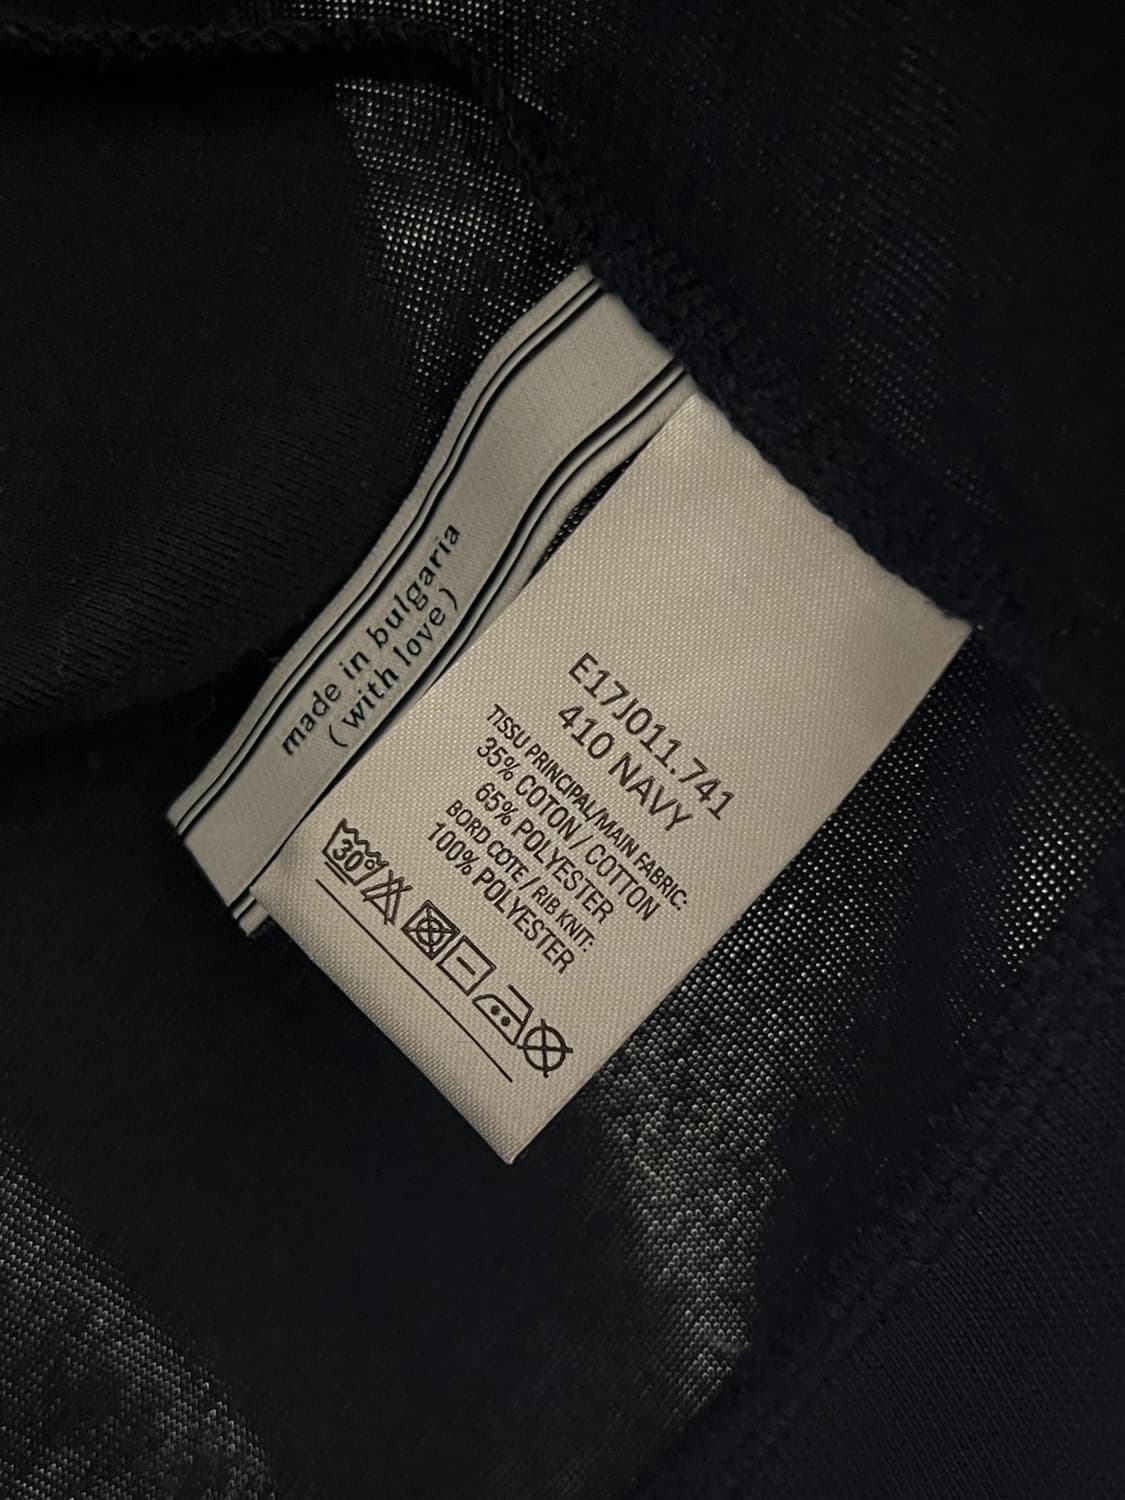 made in bulgaria
(with love)
E17J011.741
410 NAVY
TISSU PRINCIPAL/MAIN FABRIC:
35% COTON / COTTON
65% POLYESTER
BORD COTE / RIB KNIT:
100% POLYESTER
30°